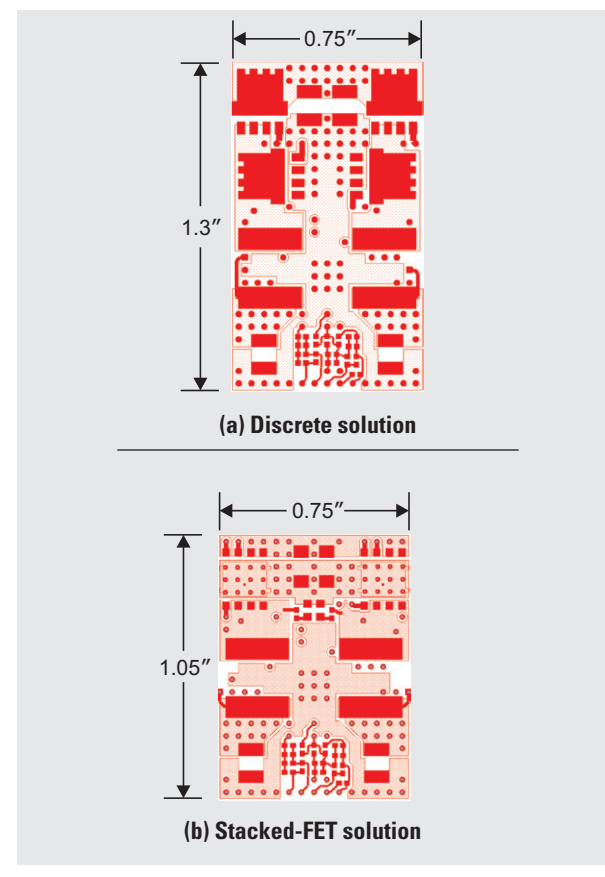 0.75″
1.3″
(a) Discrete solution
0.75″
1.05″
(b) Stacked-FET solution